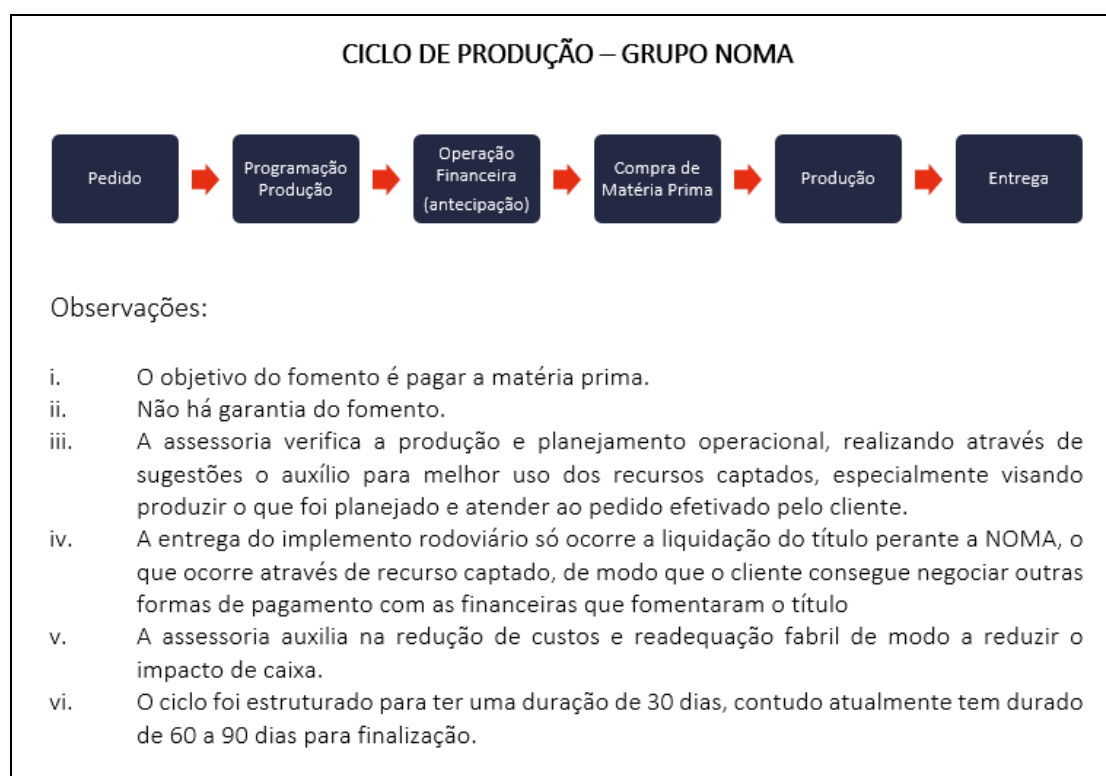 CICLO DE PRODUÇÃO – GRUPO NOMA
Pedido
Programação
Produção
Operação
Financeira
(antecipação)
Compra de
Matéria Prima
Produção
Entrega
Observações:
i. O objetivo do fomento é pagar a matéria prima.
ii. Não há garantia do fomento.
iii. A assessoria verifica a produção e planejamento operacional, realizando através de
sugestões o auxílio para melhor uso dos recursos captados, especialmente visando
produzir o que foi planejado e atender ao pedido efetivado pelo cliente.
iv. A entrega do implemento rodoviário só ocorre a liquidação do título perante a NOMA, o
que ocorre através de recurso captado, de modo que o cliente consegue negociar outras
formas de pagamento com as financeiras que fomentaram o título
v. A assessoria auxilia na redução de custos e readequação fabril de modo a reduzir o
impacto de caixa.
vi. O ciclo foi estruturado para ter uma duração de 30 dias, contudo atualmente tem durado
de 60 a 90 dias para finalização.